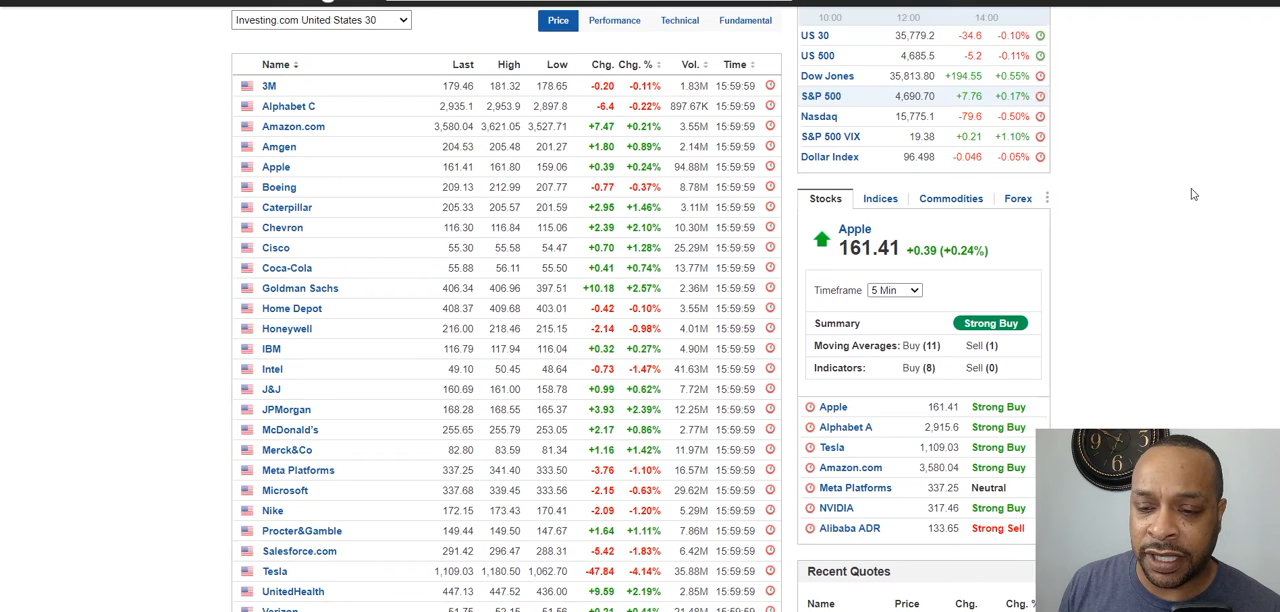 Investing.com United States 30
Price Performance Technical Fundamental
Name Last High Low Chg. Chg. % Vol. Time
3M 179.46 181.32 178.65 -0.20 -0.11% 1.83M 15:59:59
Alphabet C 2,935.1 2,953.9 2,897.8 -6.4 -0.22% 897.67K 15:59:59
Amazon.com 3,580.04 3,621.05 3,527.71 +7.47 +0.21% 3.55M 15:59:59
Amgen 204.53 205.48 201.27 +1.80 +0.89% 2.14M 15:59:59
Apple 161.41 161.80 159.06 +0.39 +0.24% 94.88M 15:59:59
Boeing 209.13 212.99 207.77 -0.77 -0.37% 8.78M 15:59:59
Caterpillar 205.33 205.57 201.59 +2.95 +1.46% 3.11M 15:59:59
Chevron 116.30 116.84 115.06 +2.39 +2.10% 10.30M 15:59:59
Cisco 55.30 55.58 54.47 +0.70 +1.28% 26.29M 15:59:59
Coca-Cola 55.88 56.11 55.50 +0.41 +0.74% 13.77M 15:59:59
Goldman Sachs 406.34 406.96 397.51 +10.18 +2.57% 2.36M 15:59:59
Home Depot 408.37 409.68 403.01 -0.42 -0.10% 3.55M 15:59:59
Honeywell 216.00 218.46 215.15 -2.14 -0.98% 4.01M 15:59:59
IBM 116.79 117.94 116.04 +0.32 +0.27% 4.90M 15:59:59
Intel 49.10 50.45 48.64 -0.73 -1.47% 41.63M 15:59:59
J&J 160.69 161.00 158.78 +0.99 +0.62% 7.72M 15:59:59
JPMorgan 168.28 168.55 165.37 +3.93 +2.39% 12.25M 15:59:59
McDonald's 255.65 255.79 253.05 +2.17 +0.86% 2.77M 15:59:59
Merck&Co 82.80 83.59 81.34 +1.16 +1.42% 11.97M 15:59:59
Meta Platforms 337.25 341.40 333.50 -3.76 -1.10% 16.57M 15:59:59
Microsoft 337.68 339.45 333.56 -2.15 -0.63% 29.62M 15:59:59
Nike 172.15 173.43 170.41 -2.09 -1.20% 5.29M 15:59:59
Procter&Gamble 149.44 149.50 147.67 +1.64 +1.11% 7.86M 15:59:59
Salesforce.com 291.42 296.47 288.31 -5.42 -1.83% 6.42M 15:59:59
Tesla 1,109 1,180.50 1,062.70 -47.84 -4.14% 35.88M 15:59:59
UnitedHealth 447.13 447.52 436.00 +9.59 +2.19% 2.85M 15:59:59
Verizon
10:00 12:00 14:00
US 30 35,779.2 -34.6 -0.10%
US 500 4,685.5 -5.2 -0.11%
Dow Jones 35,813.80 +194.55 +0.55%
S&P 500 4,690.70 +7.76 +0.17%
Nasdaq 15,775.1 -79.6 -0.50%
S&P 500 VIX 19.38 +0.21 +1.10%
Dollar Index 96.498 -0.046 -0.05%
Stocks Indices Commodities Forex
Apple
161.41 +0.39 (+0.24%)
Timeframe 5 Min
Summary Strong Buy
Moving Averages: Buy (11) Sell (1)
Indicators: Buy (8) Sell (0)
Apple 161.41 Strong Buy
Alphabet A 2,915.6 Strong Buy
Tesla 1,109.03 Strong Buy
Amazon.com 3,580.04 Strong Buy
Meta Platforms 337.25 Neutral
NVIDIA 317.46 Strong Buy
Alibaba ADR 133.65 Strong Sell
Recent Quotes
Name Price Chg. Chg. %
9 6